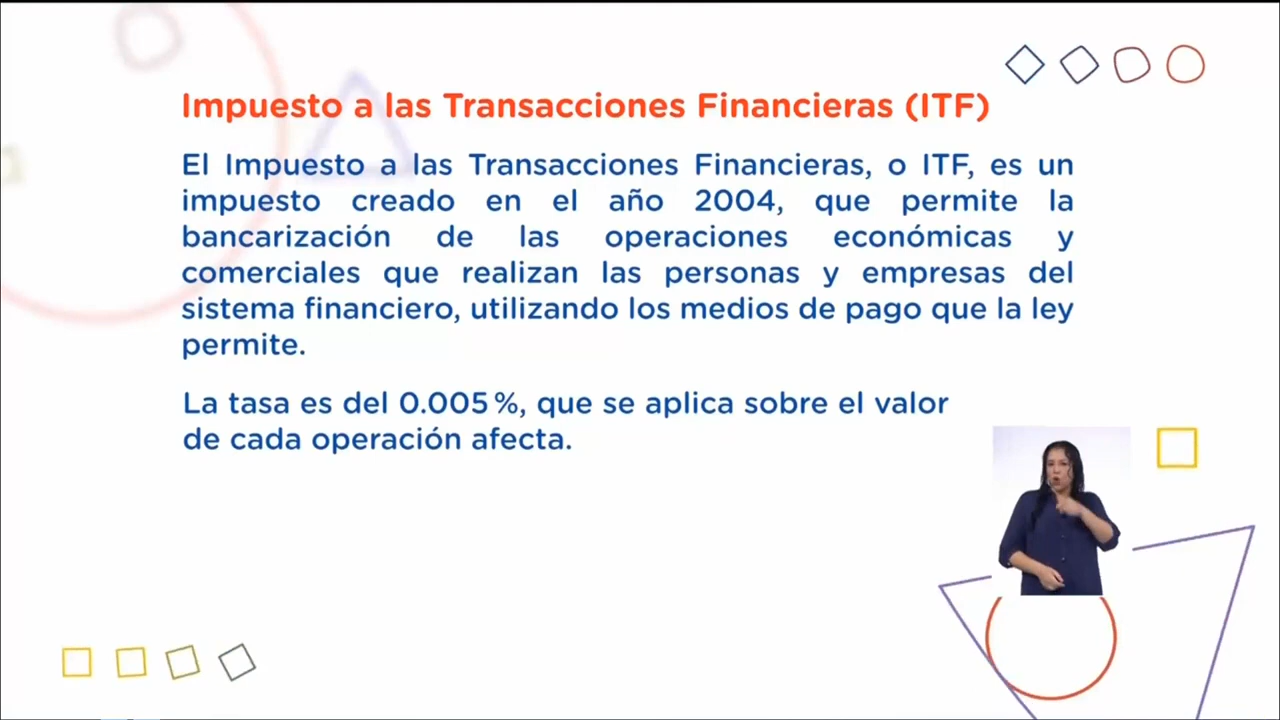 Impuesto a las Transacciones Financieras (ITF)
El Impuesto a las Transacciones Financieras, o ITF, es un
impuesto creado en el año 2004, que permite la
bancarización de las operaciones económicas y
comerciales que realizan las personas y empresas del
sistema financiero, utilizando los medios de pago que la ley
permite.
La tasa es del 0.005 %, que se aplica sobre el valor
de cada operación afecta.